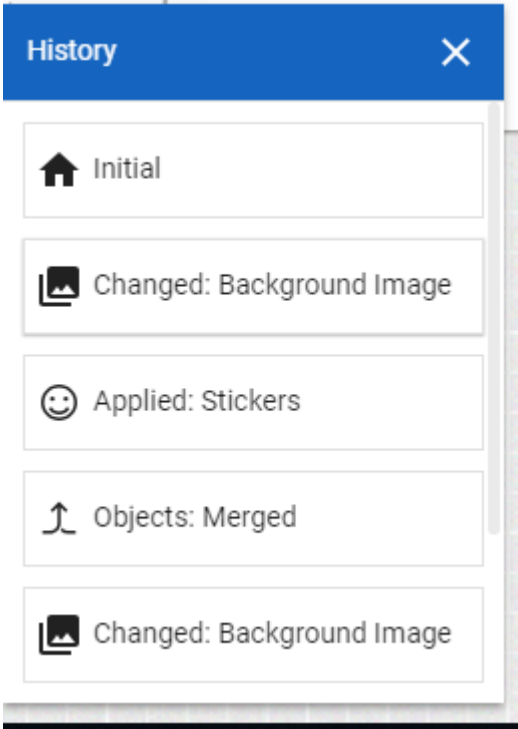 History
Initial
Changed: Background Image
Applied: Stickers
Objects: Merged
Changed: Background Image